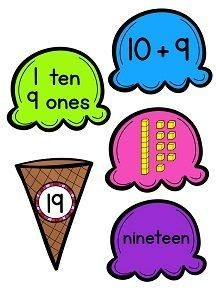 1 ten
9 ones
10 + 9
19
nineteen